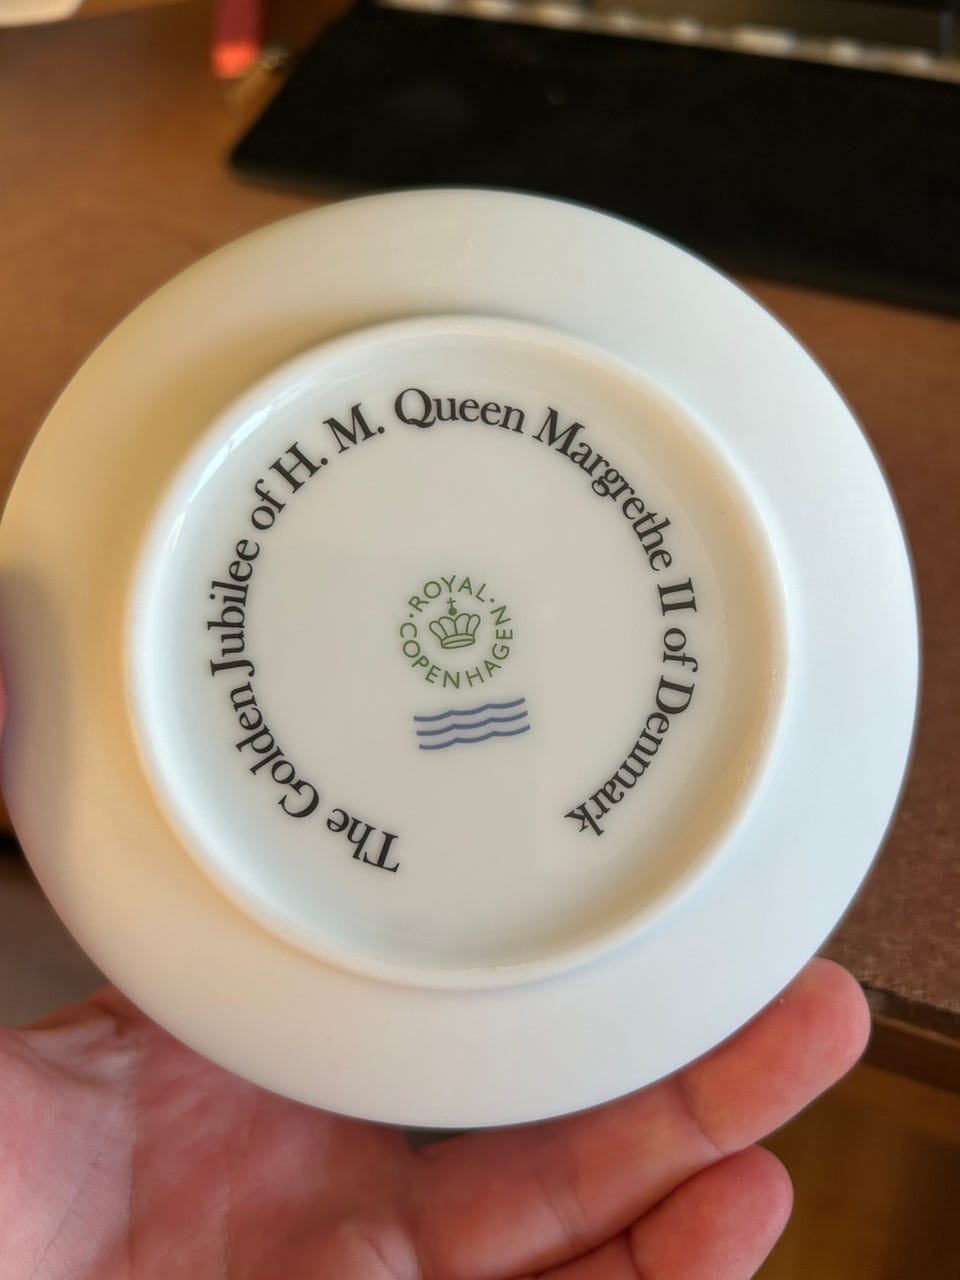 The Golden Jubilee of H. M. Queen Margrethe II of Denmark
ROYAL · COPENHAGEN ·